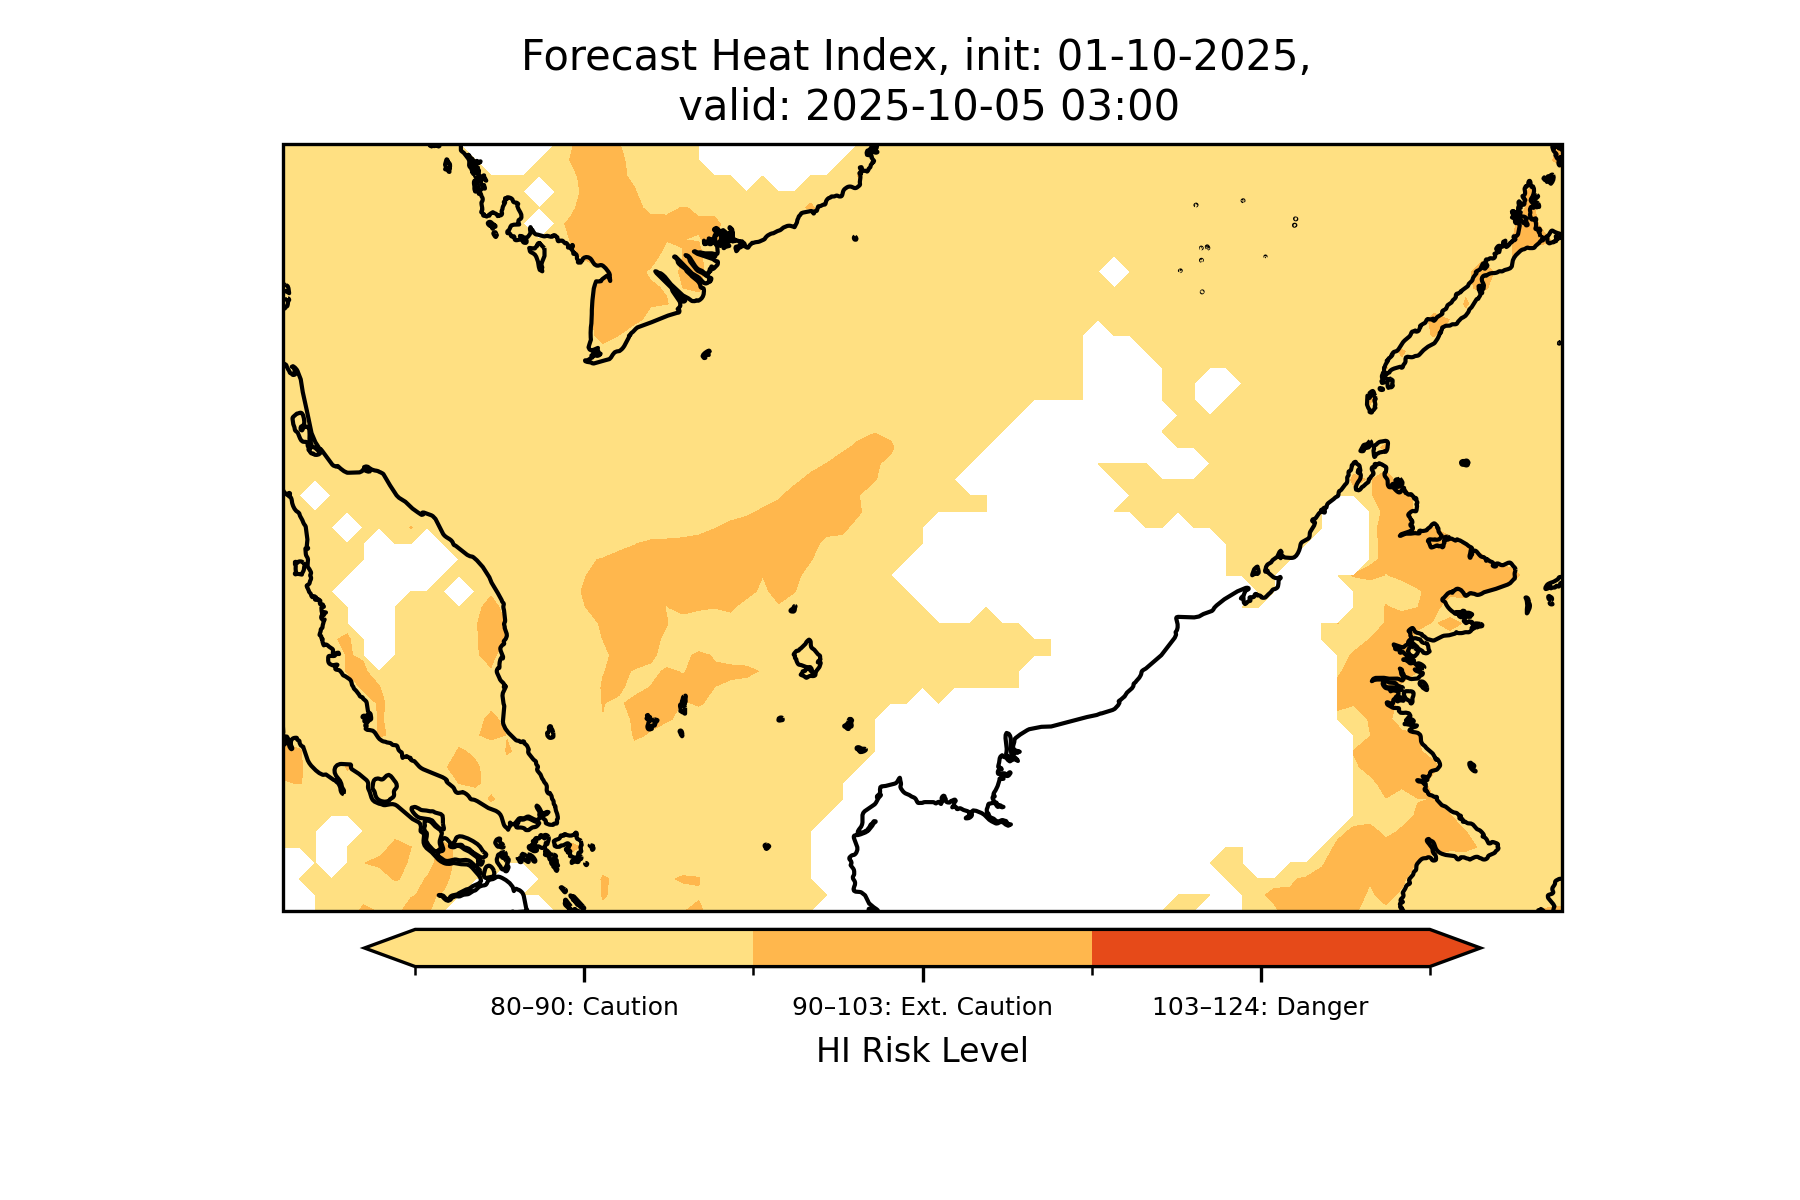 Forecast Heat Index, init: 01-10-2025,
valid: 2025-10-05 03:00
80–90: Caution
90–103: Ext. Caution
103–124: Danger
HI Risk Level